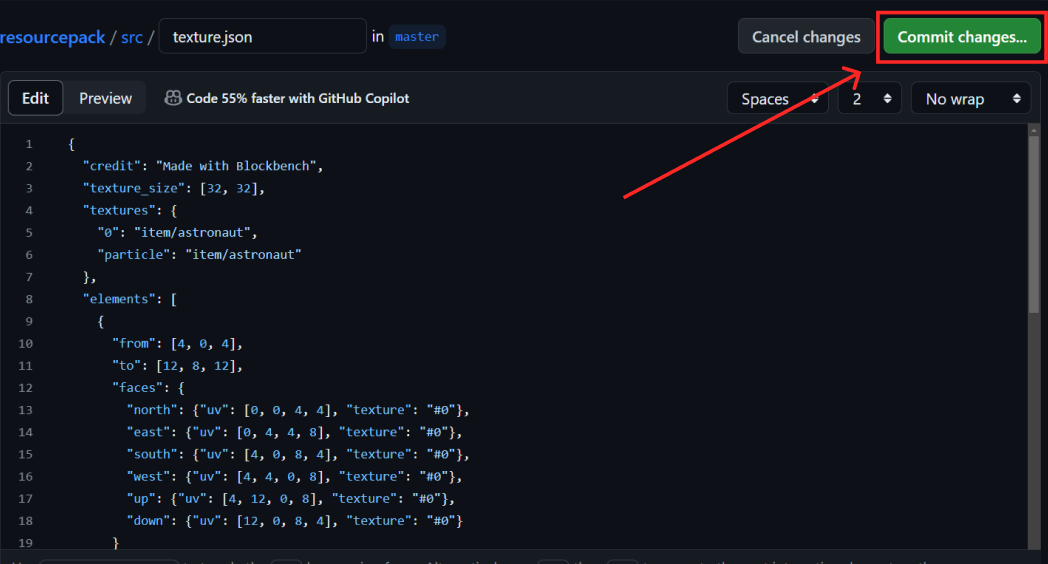 resourcepack / src / texture.json in master Cancel changes Commit changes...
Edit Preview Code 55% faster with GitHub Copilot Spaces 2 No wrap
1 {
2 "credit": "Made with Blockbench",
3 "texture_size": [32, 32],
4 "textures": {
5 "0": "item/astronaut",
6 "particle": "item/astronaut"
7 },
8 "elements": [
9 {
10 "from": [4, 0, 4],
11 "to": [12, 8, 12],
12 "faces": {
13 "north": {"uv": [0, 0, 4, 4], "texture": "#0"},
14 "east": {"uv": [0, 4, 4, 8], "texture": "#0"},
15 "south": {"uv": [4, 0, 8, 4], "texture": "#0"},
16 "west": {"uv": [4, 4, 0, 8], "texture": "#0"},
17 "up": {"uv": [4, 12, 0, 8], "texture": "#0"},
18 "down": {"uv": [12, 0, 8, 4], "texture": "#0"}
19 }